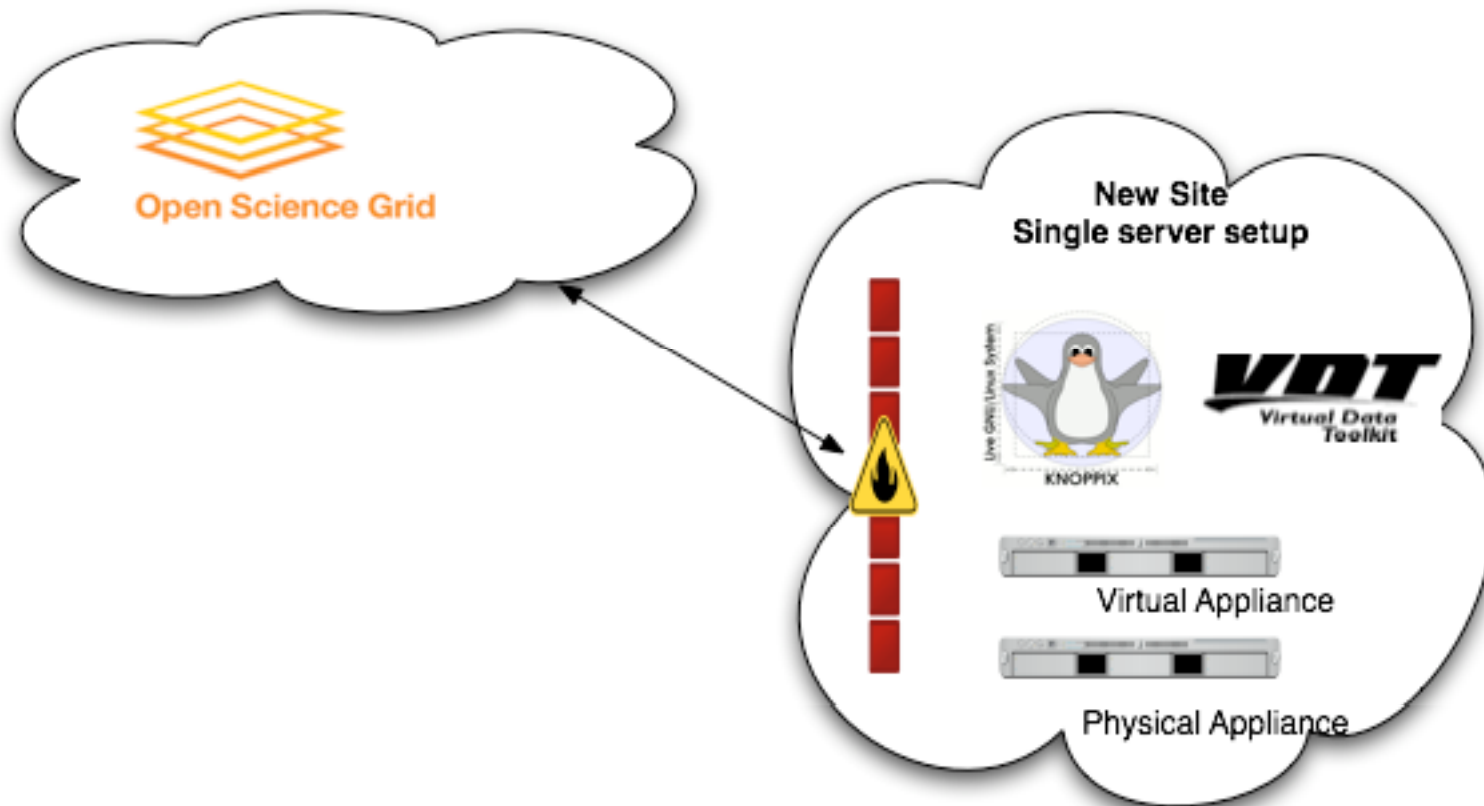 Open Science Grid
New Site
Single server setup
Live GNU/Linux System
KNOPPIX
VDT
Virtual Data
Toolkit
Virtual Appliance
Physical Appliance